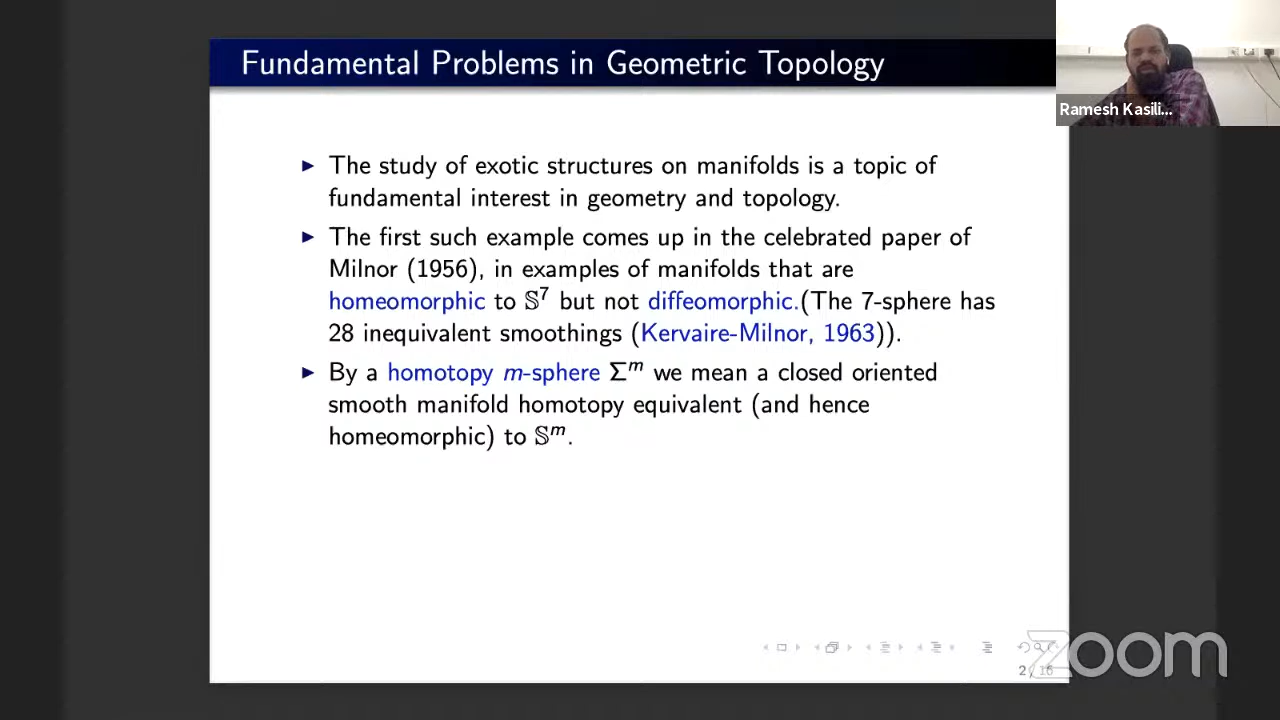 Fundamental Problems in Geometric Topology
Ramesh Kasili...
▶ The study of exotic structures on manifolds is a topic of
fundamental interest in geometry and topology.
▶ The first such example comes up in the celebrated paper of
Milnor (1956), in examples of manifolds that are
homeomorphic to 𝕊⁷ but not diffeomorphic.(The 7-sphere has
28 inequivalent smoothings (Kervaire-Milnor, 1963)).
▶ By a homotopy m-sphere Σᵐ we mean a closed oriented
smooth manifold homotopy equivalent (and hence
homeomorphic) to 𝕊ᵐ.
zoom
2 / 16